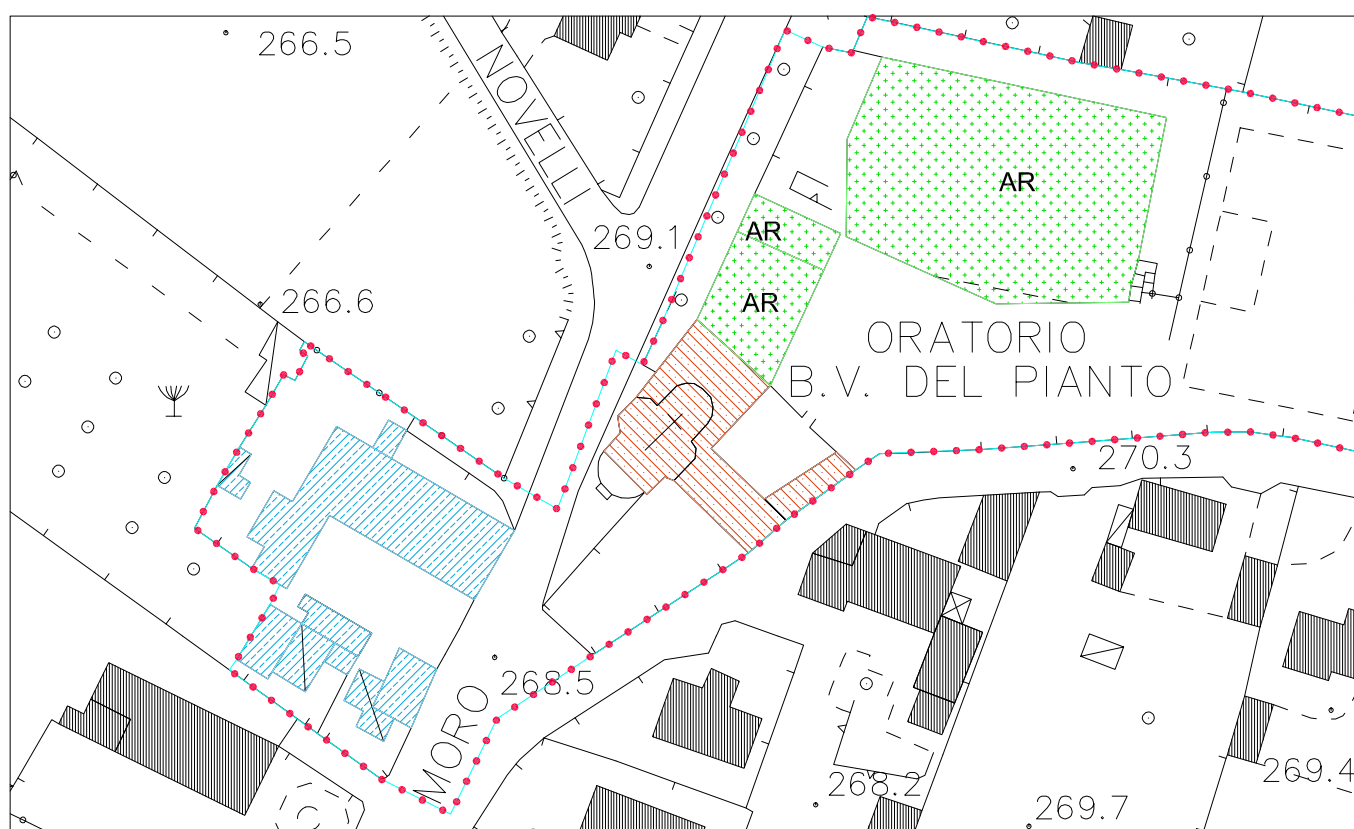 266.5
NOVELLI
AR
AR
269.1
266.6
AR
ORATORIO
B.V. DEL PIANTO
270.3
268.5
MORO
268.2
269.4
269.7